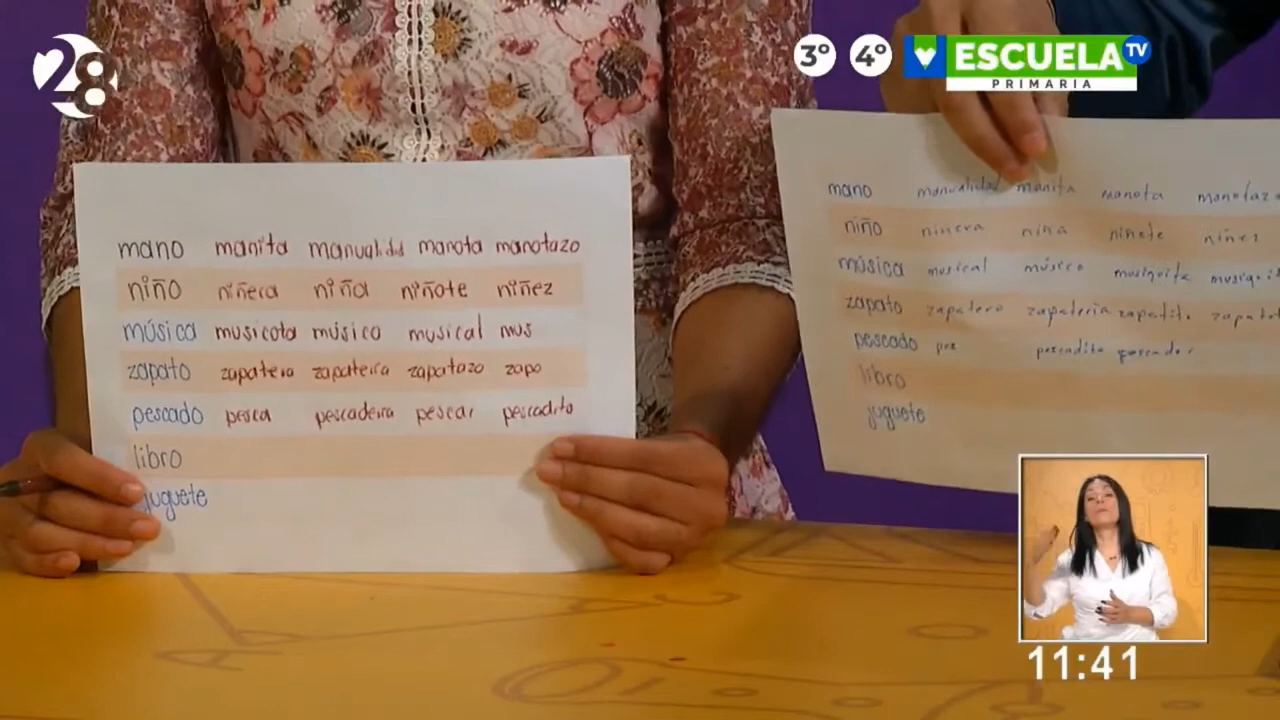 28
3° 4° ESCUELA TV
PRIMARIA
mano manita manualidad manota manotazo
niño niñera niña niñote niñez
música musicota músico musical mus
zapato zapatero zapateria zapatazo zapo
pescado pesca pescadería pescar pescadito
libro
juguete
mano manualidad manita manota manotazo
niño niñera niña niñote niñez
música musical músico musiquita
zapato zapatero zapatería zapatito
pescado pez pescadito pescador
libro
juguete
11:41